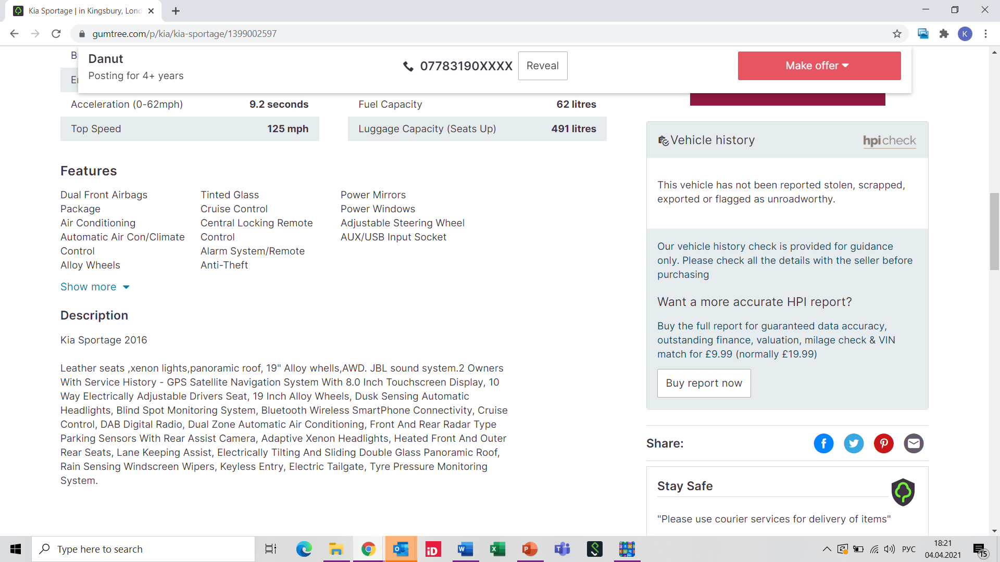 Kia Sportage | in Kingsbury, Lond
gumtree.com/p/kia/kia-sportage/1399002597
K
Danut
Posting for 4+ years
07783190XXXX
Reveal
Make offer
Acceleration (0-62mph) 9.2 seconds
Fuel Capacity 62 litres
Top Speed 125 mph
Luggage Capacity (Seats Up) 491 litres
Features
Dual Front Airbags
Package
Air Conditioning
Automatic Air Con/Climate
Control
Alloy Wheels
Tinted Glass
Cruise Control
Central Locking Remote
Control
Alarm System/Remote
Anti-Theft
Power Mirrors
Power Windows
Adjustable Steering Wheel
AUX/USB Input Socket
Show more
Description
Kia Sportage 2016
Leather seats ,xenon lights,panoramic roof, 19" Alloy whells,AWD. JBL sound system.2 Owners
With Service History - GPS Satellite Navigation System With 8.0 Inch Touchscreen Display, 10
Way Electrically Adjustable Drivers Seat, 19 Inch Alloy Wheels, Dusk Sensing Automatic
Headlights, Blind Spot Monitoring System, Bluetooth Wireless SmartPhone Connectivity, Cruise
Control, DAB Digital Radio, Dual Zone Automatic Air Conditioning, Front And Rear Radar Type
Parking Sensors With Rear Assist Camera, Adaptive Xenon Headlights, Heated Front And Outer
Rear Seats, Lane Keeping Assist, Electrically Tilting And Sliding Double Glass Panoramic Roof,
Rain Sensing Windscreen Wipers, Keyless Entry, Electric Tailgate, Tyre Pressure Monitoring
System.
Vehicle history
hpi check
This vehicle has not been reported stolen, scrapped,
exported or flagged as unroadworthy.
Our vehicle history check is provided for guidance
only. Please check all the details with the seller before
purchasing
Want a more accurate HPI report?
Buy the full report for guaranteed data accuracy,
outstanding finance, valuation, milage check & VIN
match for £9.99 (normally £19.99)
Buy report now
Share:
Stay Safe
"Please use courier services for delivery of items"
Type here to search
РУС
18:21
04.04.2021
15